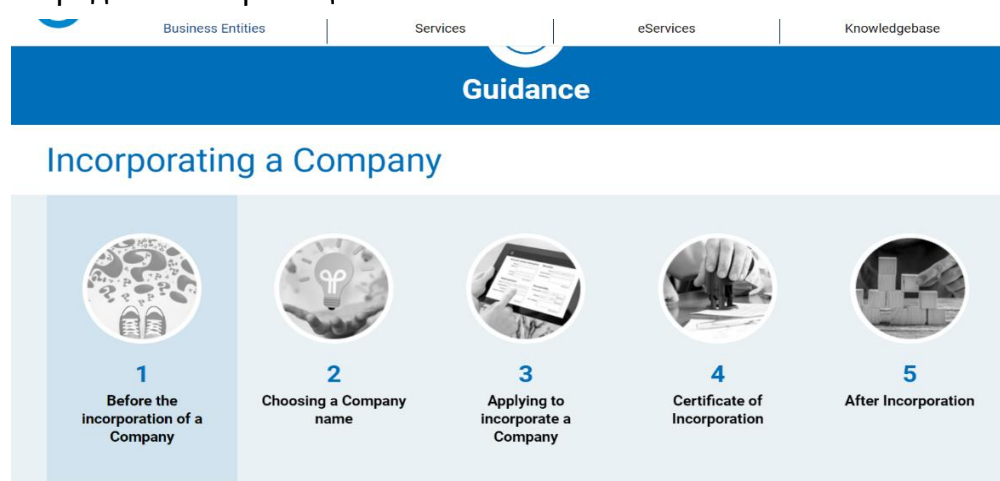 Business Entities
Services
eServices
Knowledgebase
Guidance
Incorporating a Company
1
Before the
incorporation of a
Company
2
Choosing a Company
name
3
Applying to
incorporate a
Company
4
Certificate of
Incorporation
5
After Incorporation